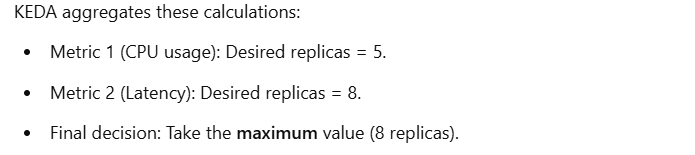 KEDA aggregates these calculations:
• Metric 1 (CPU usage): Desired replicas = 5.
• Metric 2 (Latency): Desired replicas = 8.
• Final decision: Take the maximum value (8 replicas).